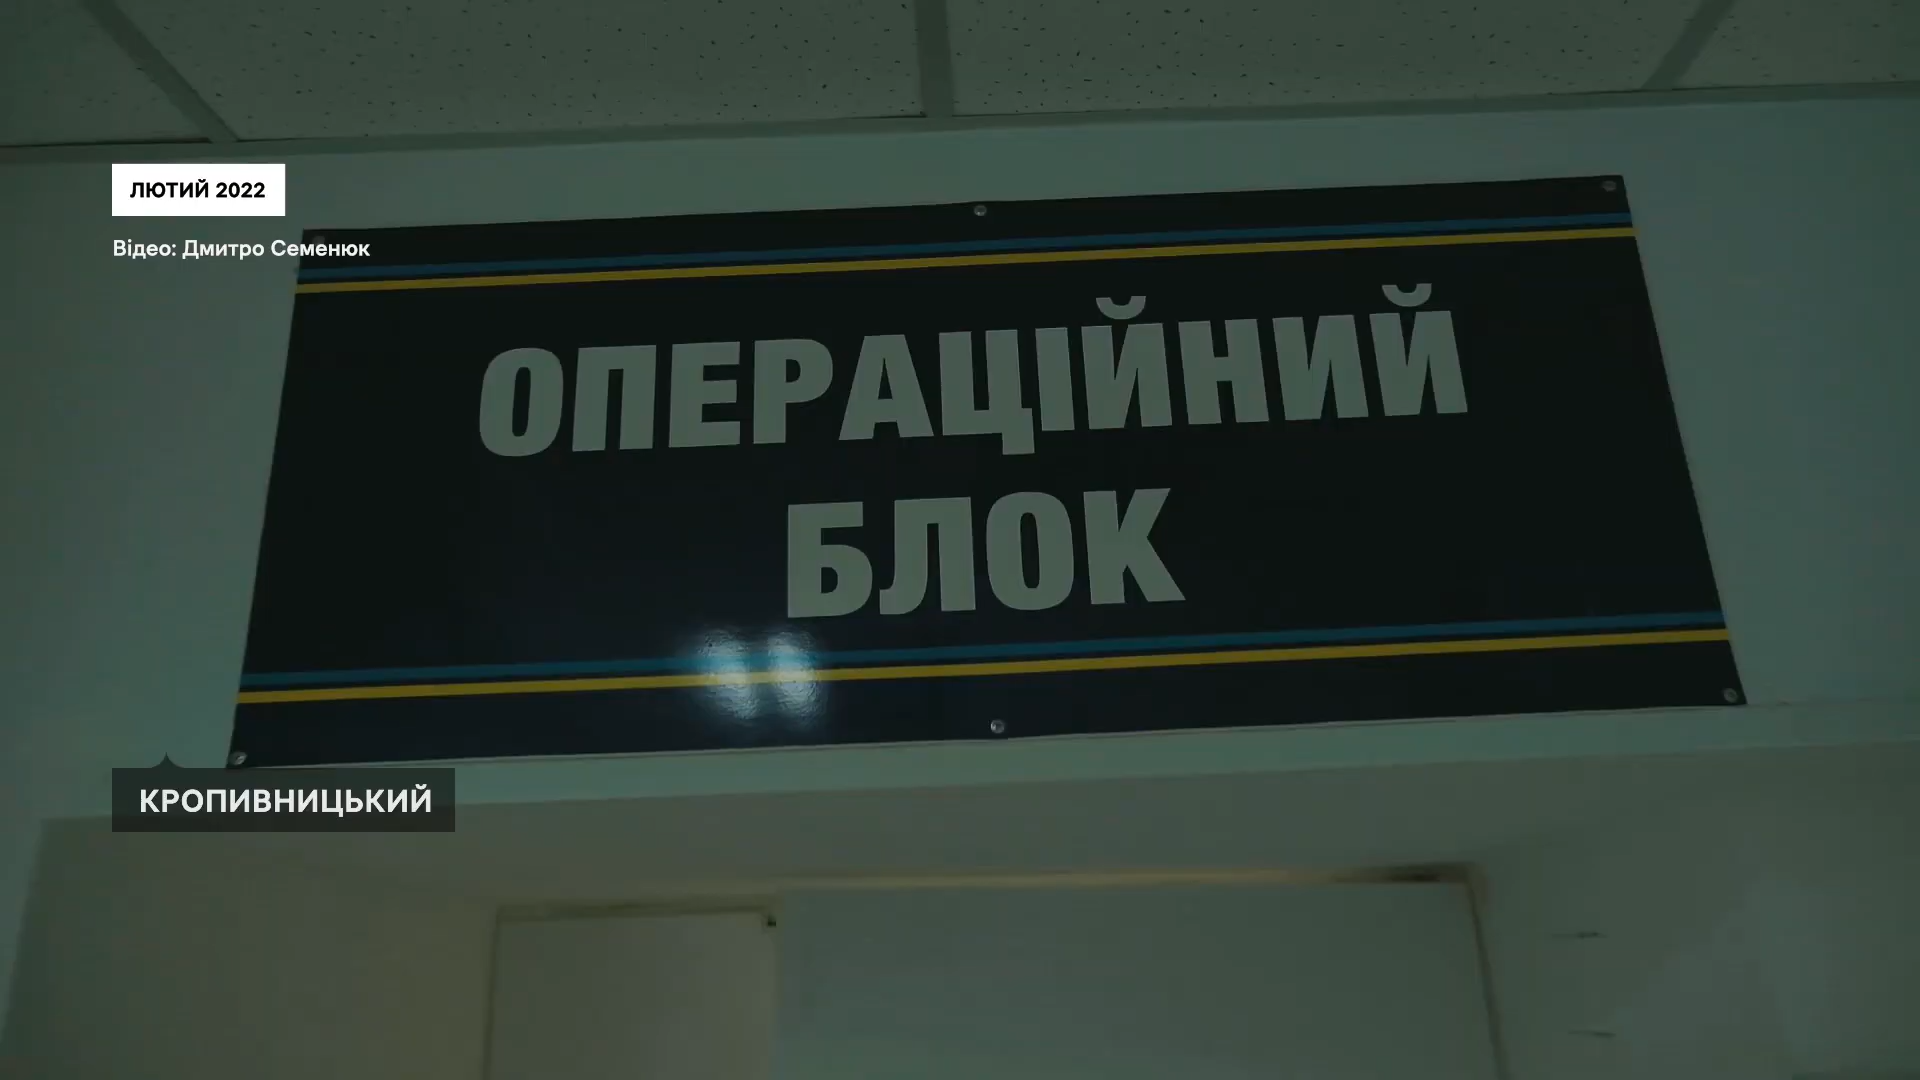 ЛЮТИЙ 2022
Відео: Дмитро Семенюк
ОПЕРАЦІЙНИЙ
БЛОК
КРОПИВНИЦЬКИЙ